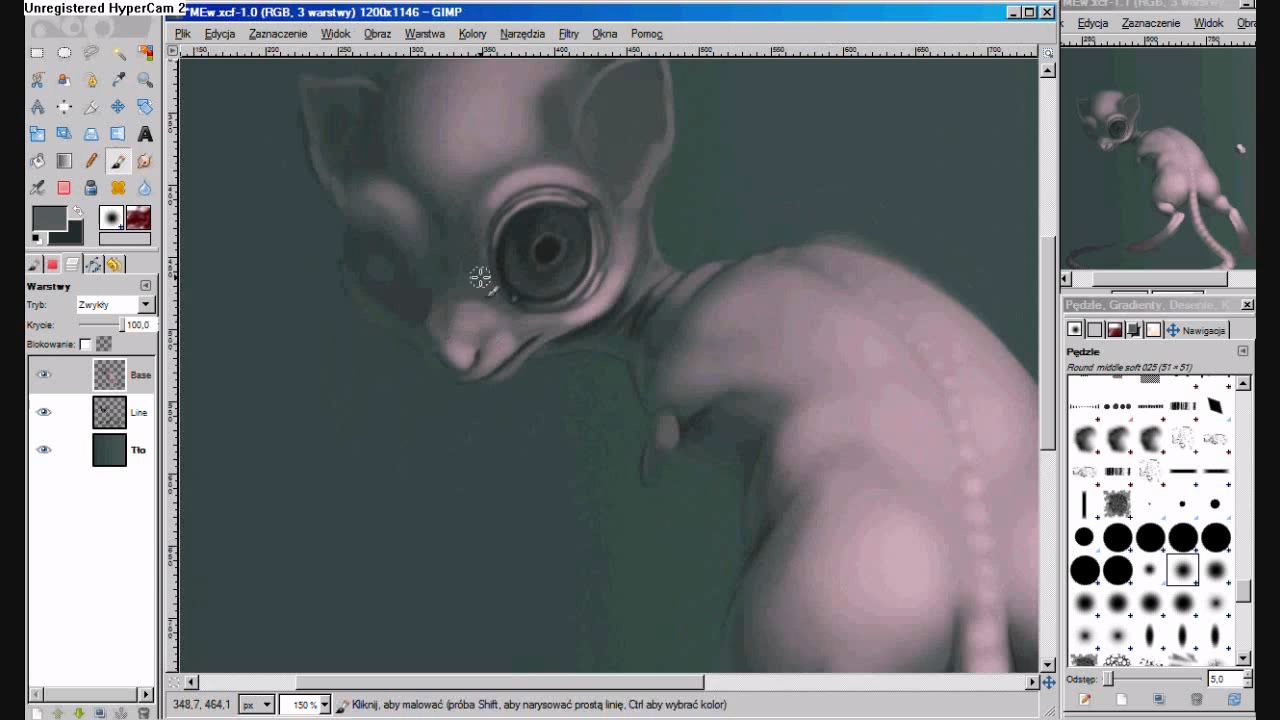 Unregistered HyperCam 2
*MEw.xcf-1.0 (RGB, 3 warstwy) 1200x1146 – GIMP
Plik Edycja Zaznaczenie Widok Obraz Warstwa Kolory Narzędzia Filtry Okna Pomoc
Edycja Zaznaczenie Widok
Warstwy
Tryb: Zwykły
Krycie: 100,0
Blokowanie:
Base
Line
Tło
Pędzle, Gradienty, Desenie, K
Nawigacja
Pędzle
Round middle soft 025 (51 × 51)
Odstęp: 5,0
348,7, 464,1 px 150 % Kliknij, aby malować (próba Shift, aby narysować prostą linię, Ctrl aby wybrać kolor)